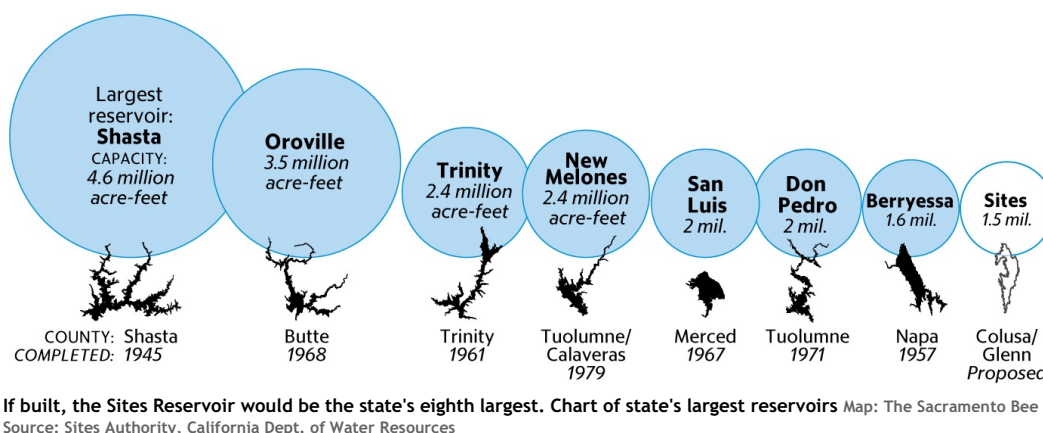 Largest
reservoir:
Shasta
CAPACITY:
4.6 million
acre-feet
Oroville
3.5 million
acre-feet
Trinity
2.4 million
acre-feet
New
Melones
2.4 million
acre-feet
San
Luis
2 mil.
Don
Pedro
2 mil.
Berryessa
1.6 mil.
Sites
1.5 mil.
COUNTY: Shasta
COMPLETED: 1945
Butte
1968
Trinity
1961
Tuolumne/
Calaveras
1979
Merced
1967
Tuolumne
1971
Napa
1957
Colusa/
Glenn
Proposed
If built, the Sites Reservoir would be the state's eighth largest. Chart of state's largest reservoirs Map: The Sacramento Bee
Source: Sites Authority, California Dept. of Water Resources